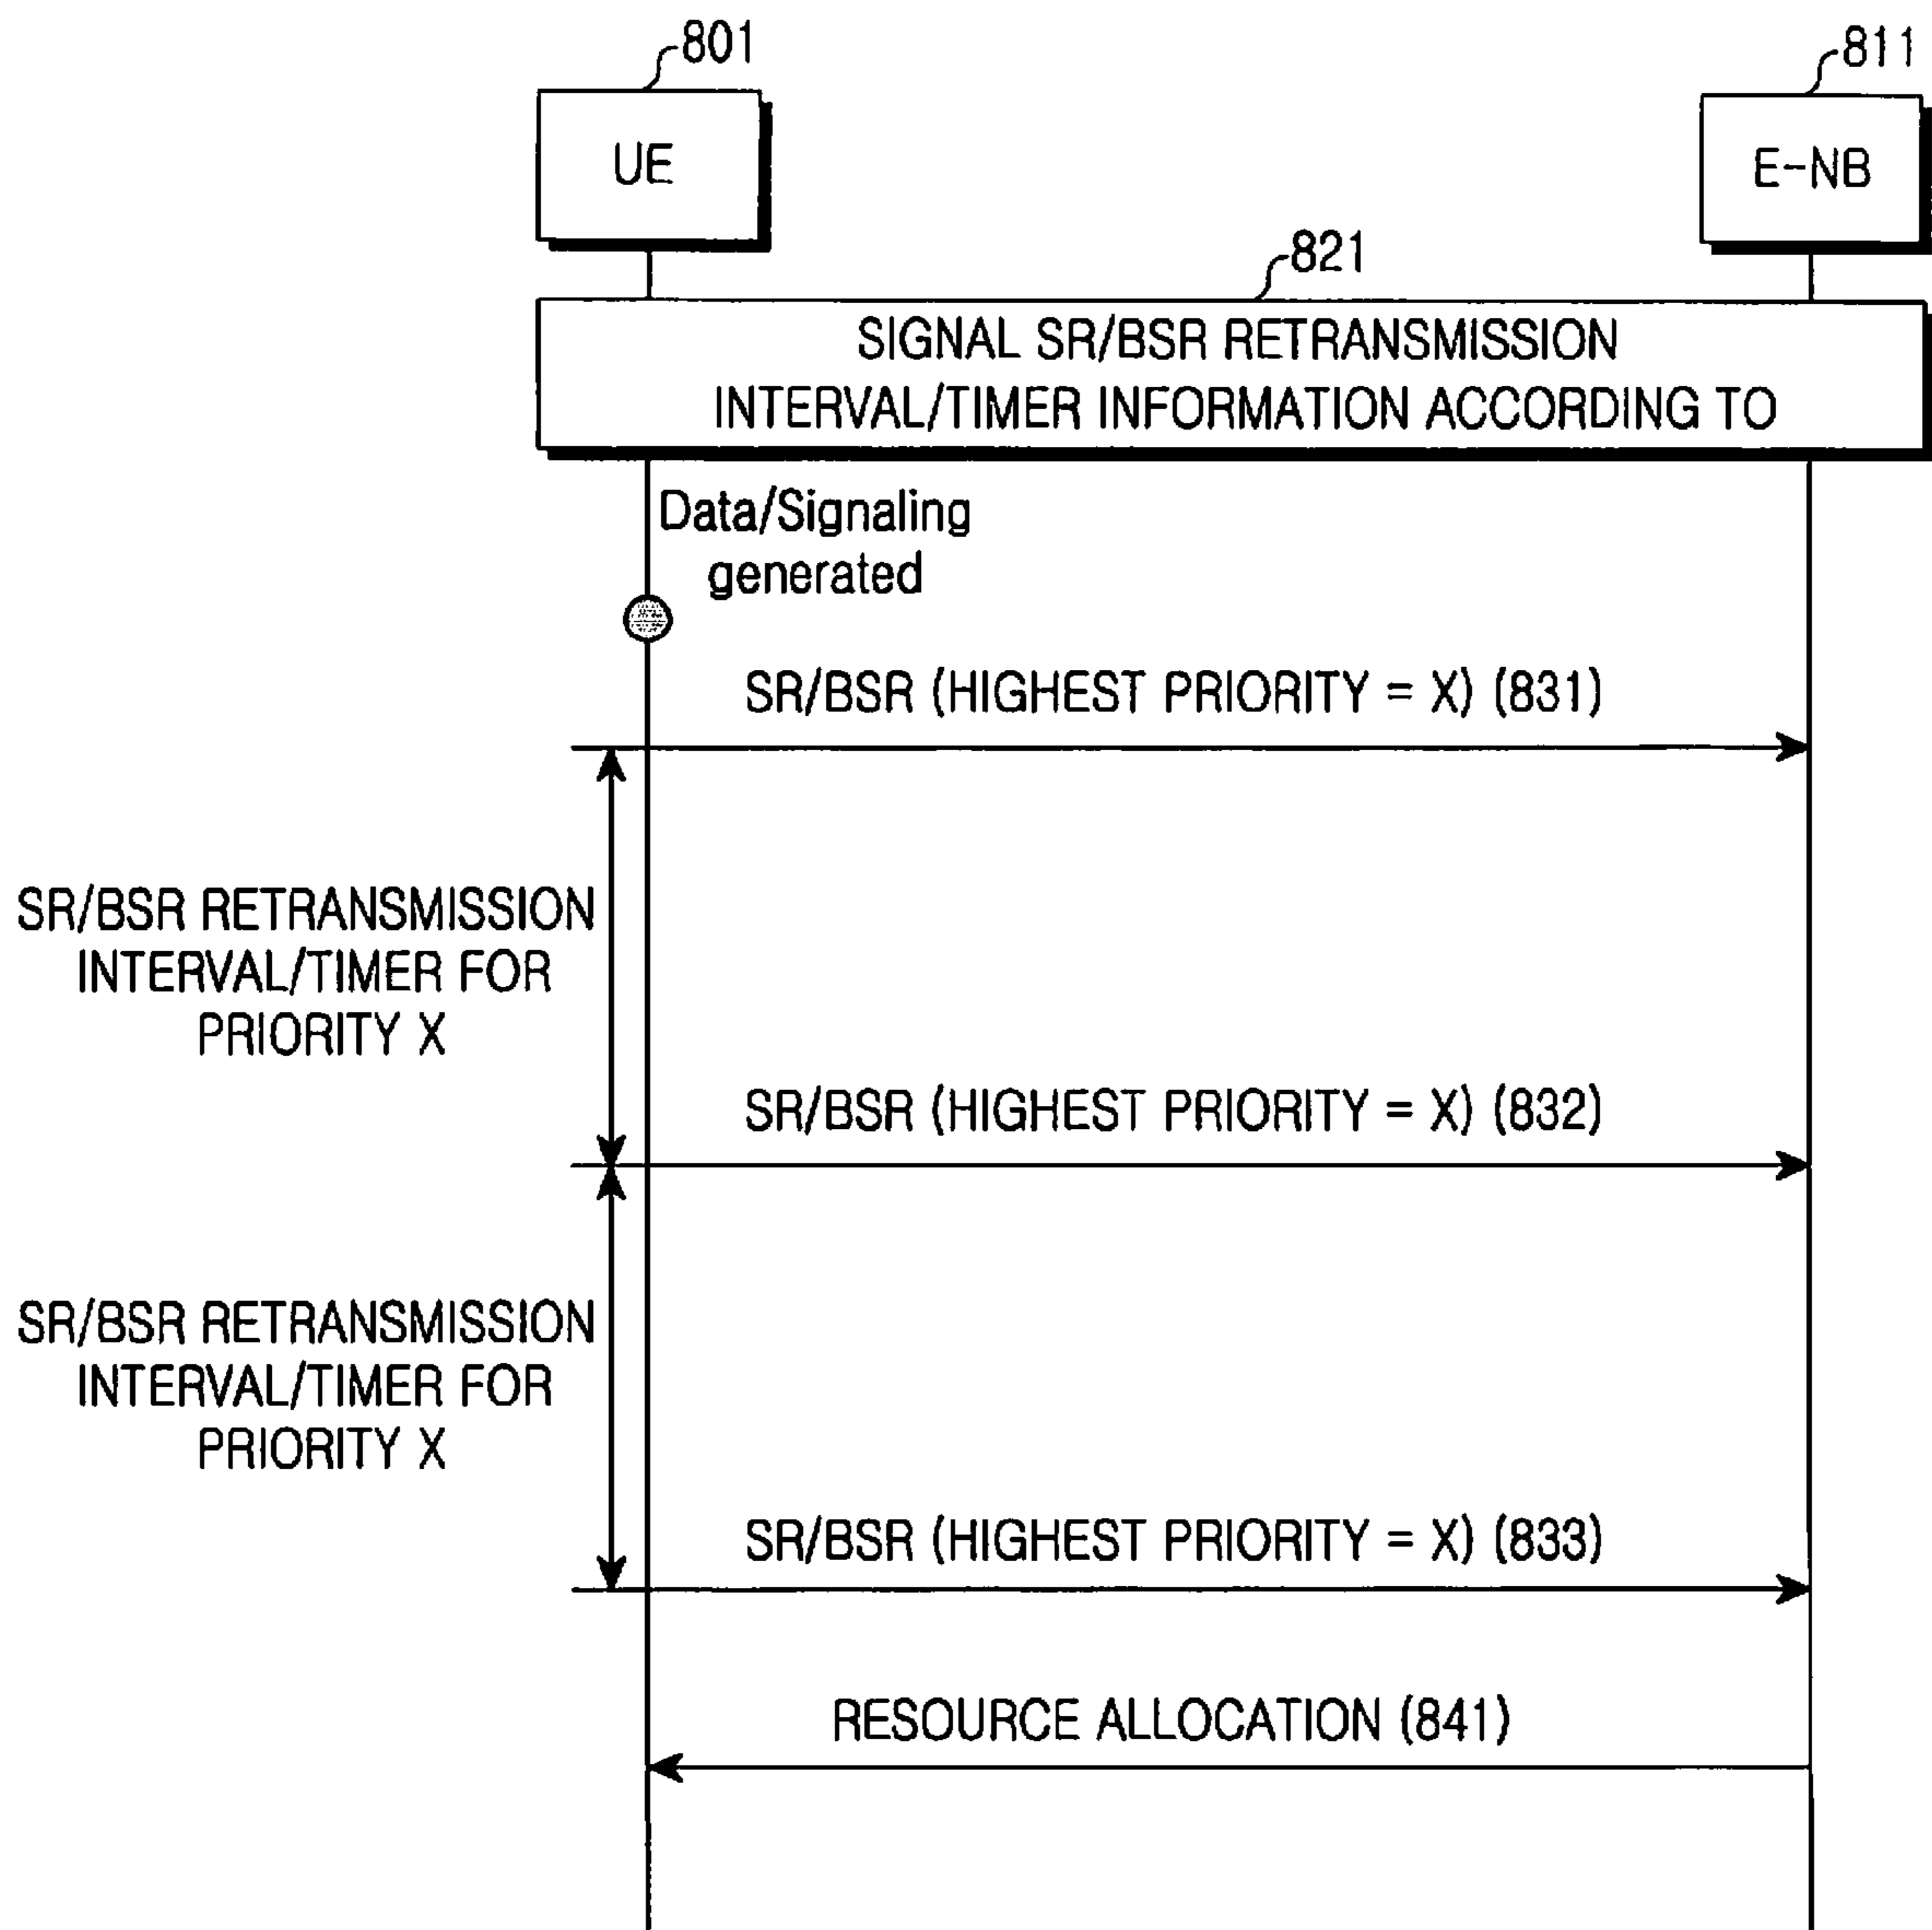 801
811
UE
E-NB
821
SIGNAL SR/BSR RETRANSMISSION
INTERVAL/TIMER INFORMATION ACCORDING TO
Data/Signaling
generated
SR/BSR (HIGHEST PRIORITY = X) (831)
SR/BSR RETRANSMISSION
INTERVAL/TIMER FOR
PRIORITY X
SR/BSR (HIGHEST PRIORITY = X) (832)
SR/BSR RETRANSMISSION
INTERVAL/TIMER FOR
PRIORITY X
SR/BSR (HIGHEST PRIORITY = X) (833)
RESOURCE ALLOCATION (841)